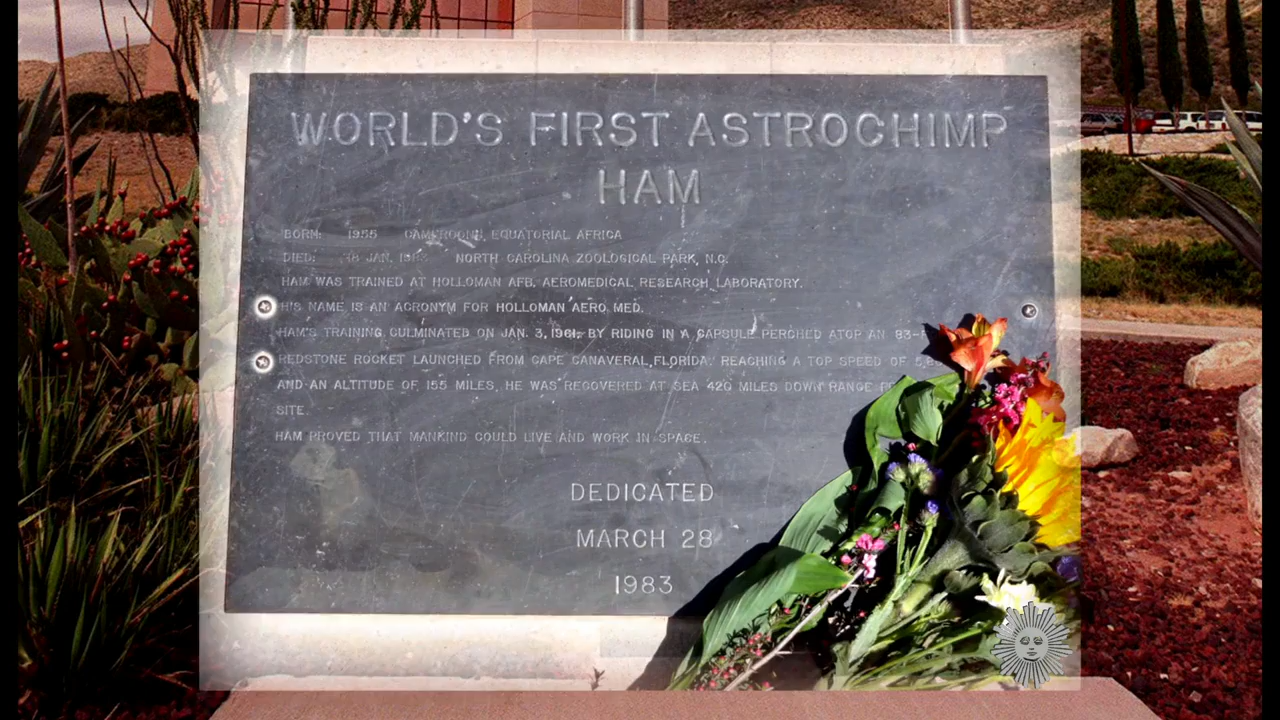 WORLD'S FIRST ASTROCHIMP
HAM
BORN: 1955 CAMEROONS, EQUATORIAL AFRICA
DIED: 18 JAN. NORTH CAROLINA ZOOLOGICAL PARK, N.C.
HAM WAS TRAINED AT HOLLOMAN AFB, AEROMEDICAL RESEARCH LABORATORY.
HIS NAME IS AN ACRONYM FOR HOLLOMAN AERO MED.
HAM'S TRAINING CULMINATED ON JAN. 3, 1961, BY RIDING IN A CAPSULE PERCHED ATOP AN 83-
REDSTONE ROCKET LAUNCHED FROM CAPE CANAVERAL, FLORIDA. REACHING A TOP SPEED OF
AND AN ALTITUDE OF 155 MILES, HE WAS RECOVERED AT SEA 420 MILES DOWN RANGE
SITE.
HAM PROVED THAT MANKIND COULD LIVE AND WORK IN SPACE.
DEDICATED
MARCH 28
1983